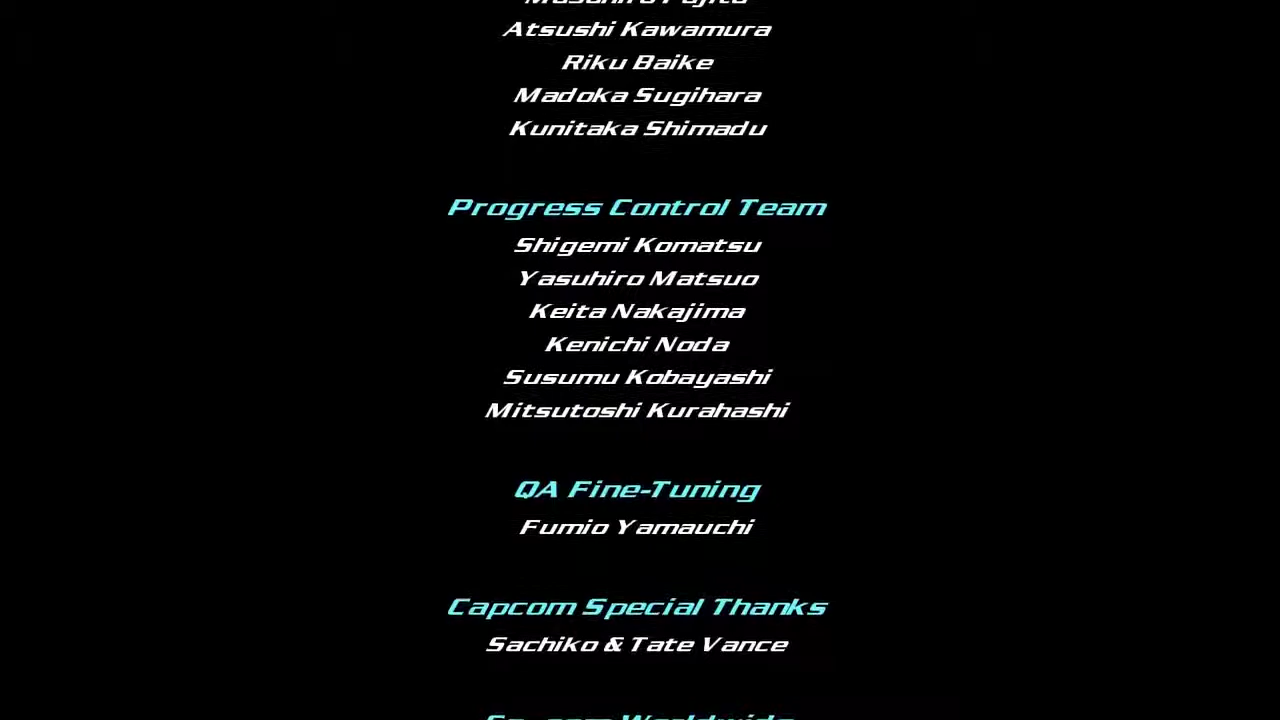 Atsushi Kawamura
Riku Baike
Madoka Sugihara
Kunitaka Shimadu
Progress Control Team
Shigemi Komatsu
Yasuhiro Matsuo
Keita Nakajima
Kenichi Noda
Susumu Kobayashi
Mitsutoshi Kurahashi
QA Fine-Tuning
Fumio Yamauchi
Capcom Special Thanks
Sachiko & Tate Vance